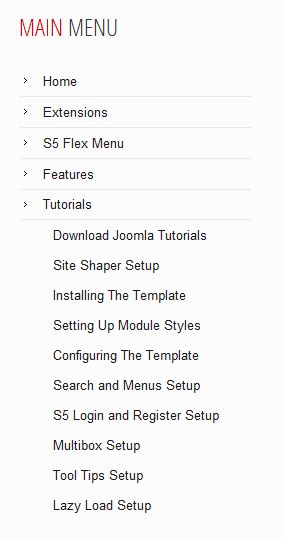 MAIN MENU
Home
Extensions
S5 Flex Menu
Features
Tutorials
Download Joomla Tutorials
Site Shaper Setup
Installing The Template
Setting Up Module Styles
Configuring The Template
Search and Menus Setup
S5 Login and Register Setup
Multibox Setup
Tool Tips Setup
Lazy Load Setup